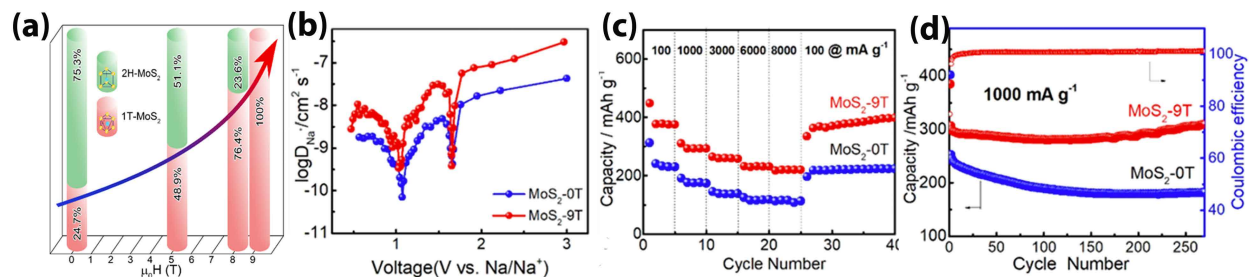 (a)
75.3%
51.1%
23.6%
100%
2H-MoS₂
1T-MoS₂
24.7%
48.9%
76.4%
0 1 2 3 4 5 6 7 8 9
μ₀H (T)
(b)
logD_Na⁺/cm² s⁻¹
-6
-7
-8
-9
-10
-11
MoS₂-0T
MoS₂-9T
1 2 3
Voltage(V vs. Na/Na⁺)
(c)
Capacity / mAh g⁻¹
600
400
200
0
100 1000 3000 6000 8000 100 @ mA g⁻¹
MoS₂-9T
MoS₂-0T
0 10 20 30 40
Cycle Number
(d)
Capacity /mAh g⁻¹
400
300
200
100
1000 mA g⁻¹
MoS₂-9T
MoS₂-0T
0 50 100 150 200 250
Cycle Number
100
80
60
40
Coulombic efficiency